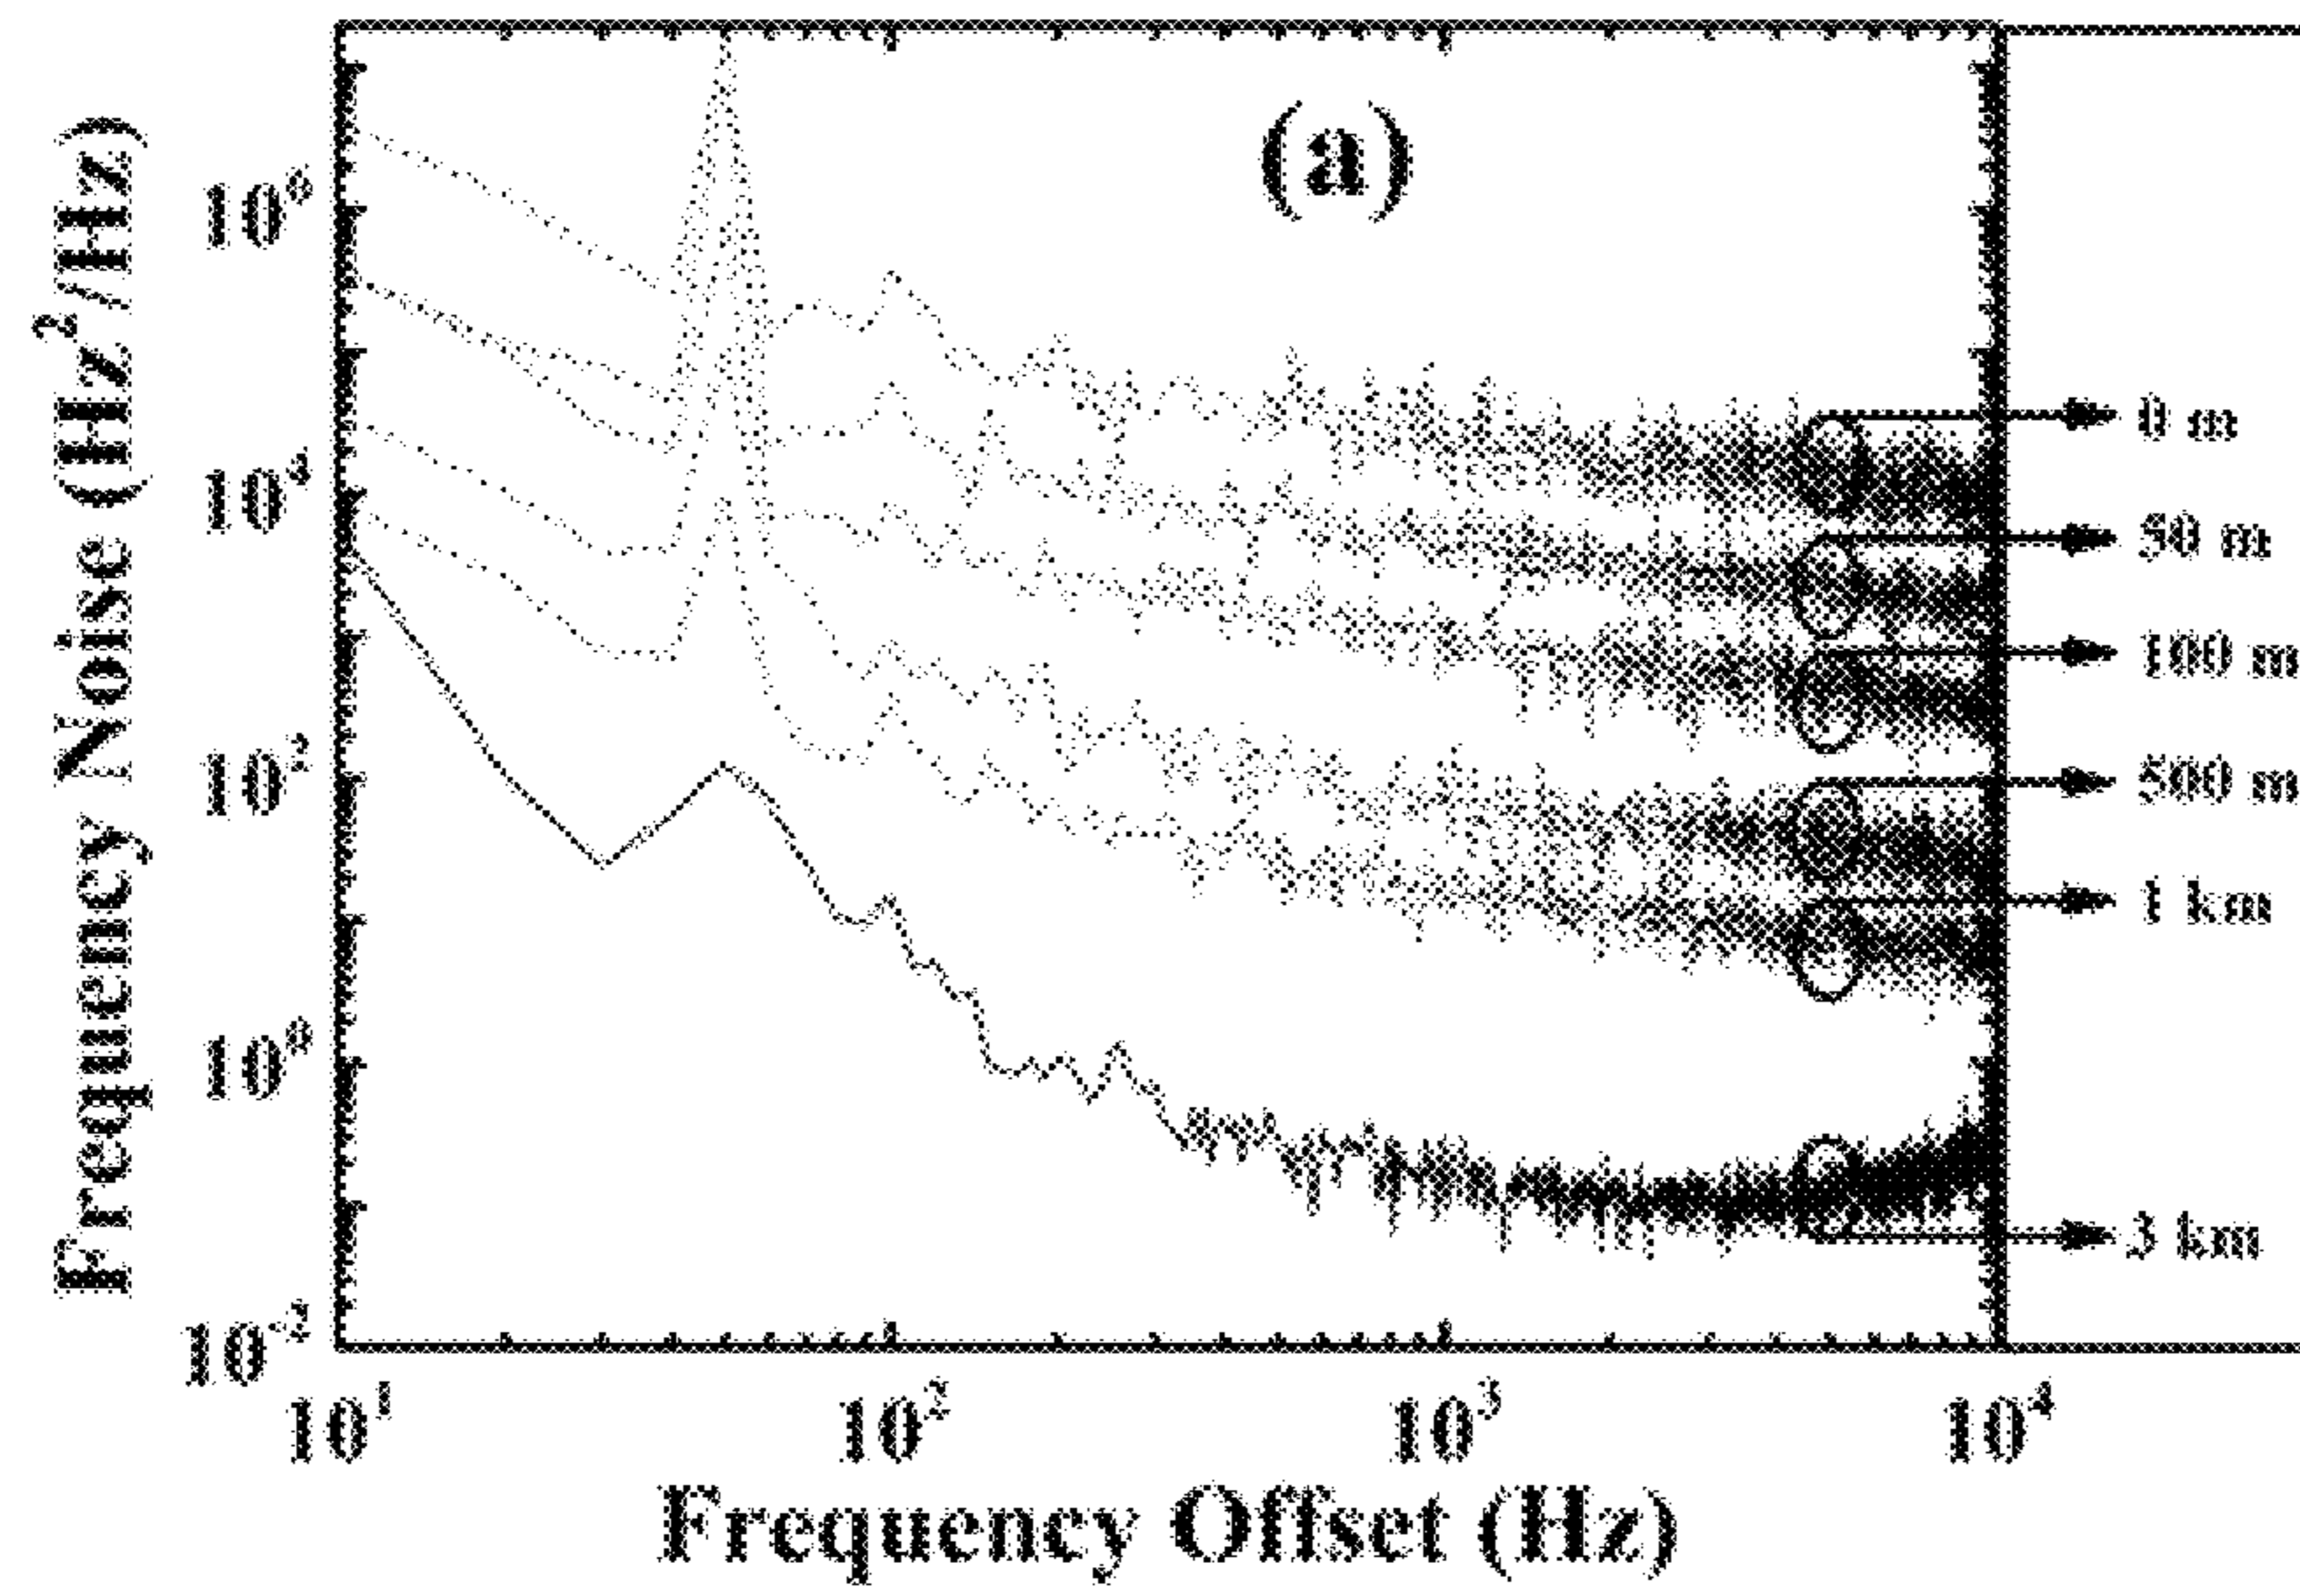 (a)
Frequency Noise (Hz²/Hz)
10⁶
10⁴
10²
10⁰
10⁻²
0 m
50 m
100 m
500 m
1 km
3 km
10¹ 10² 10³ 10⁴
Frequency Offset (Hz)